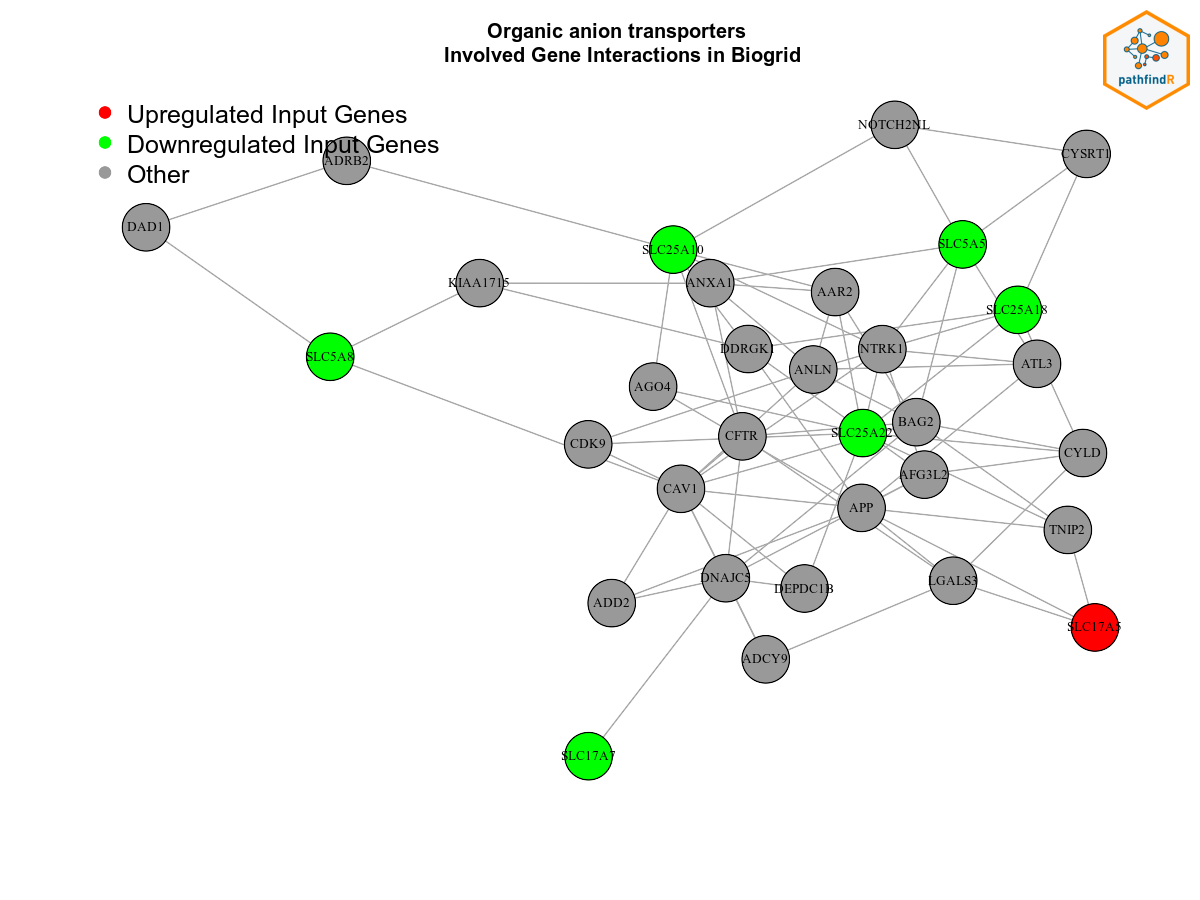 Organic anion transporters
Involved Gene Interactions in Biogrid
pathfindR
Upregulated Input Genes
Downregulated Input Genes
Other
NOTCH2NL
CYSRT1
ADRB2
DAD1
SLC25A10
SLC5A5
KIAA1715
ANXA1
AAR2
SLC25A18
SLC5A8
DDRGK1
NTRK1
ANLN
ATL3
AGO4
CDK9
CFTR
SLC25A22
BAG2
CYLD
AFG3L2
CAV1
APP
TNIP2
DNAJC5
DEPDC1B
LGALS3
ADD2
SLC17A5
ADCY9
SLC17A7